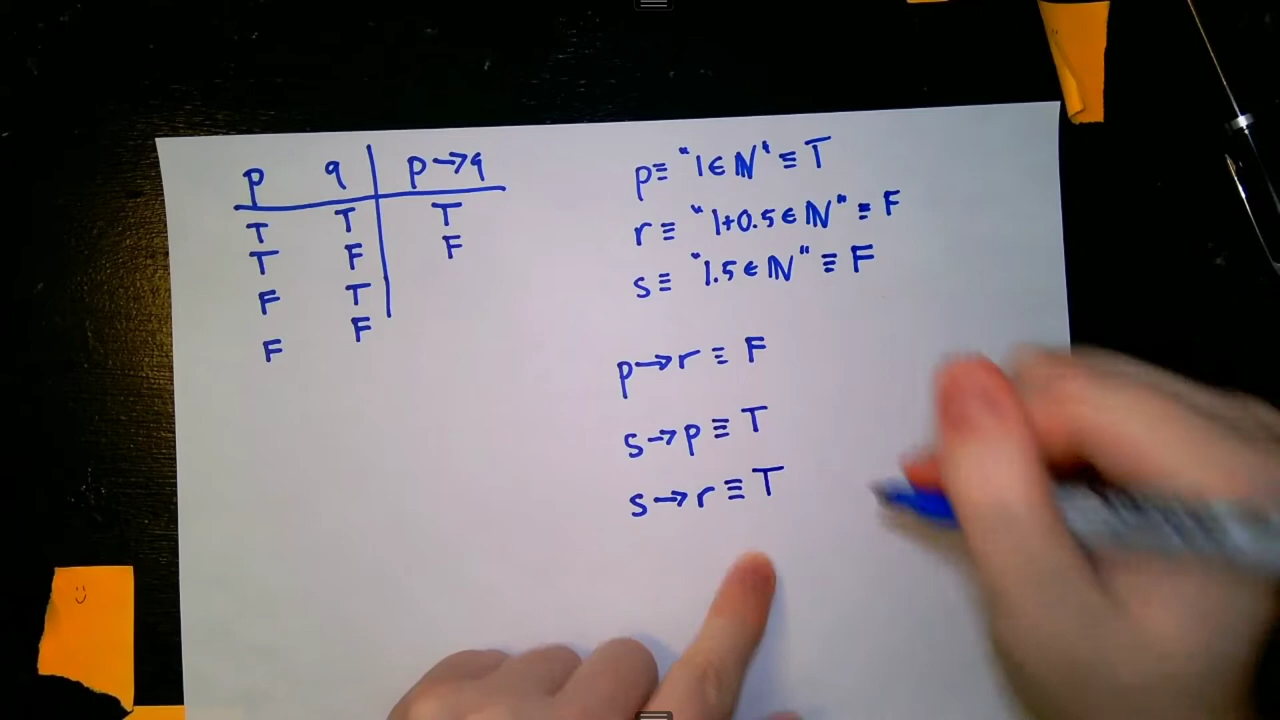 p q p→q
T T T
T F F
F T
F F
p≡ "1∈ℕ" ≡ T
r≡ "1+0.5∈ℕ" ≡ F
s≡ "1.5∈ℕ" ≡ F
p→r ≡ F
s→p ≡ T
s→r ≡ T